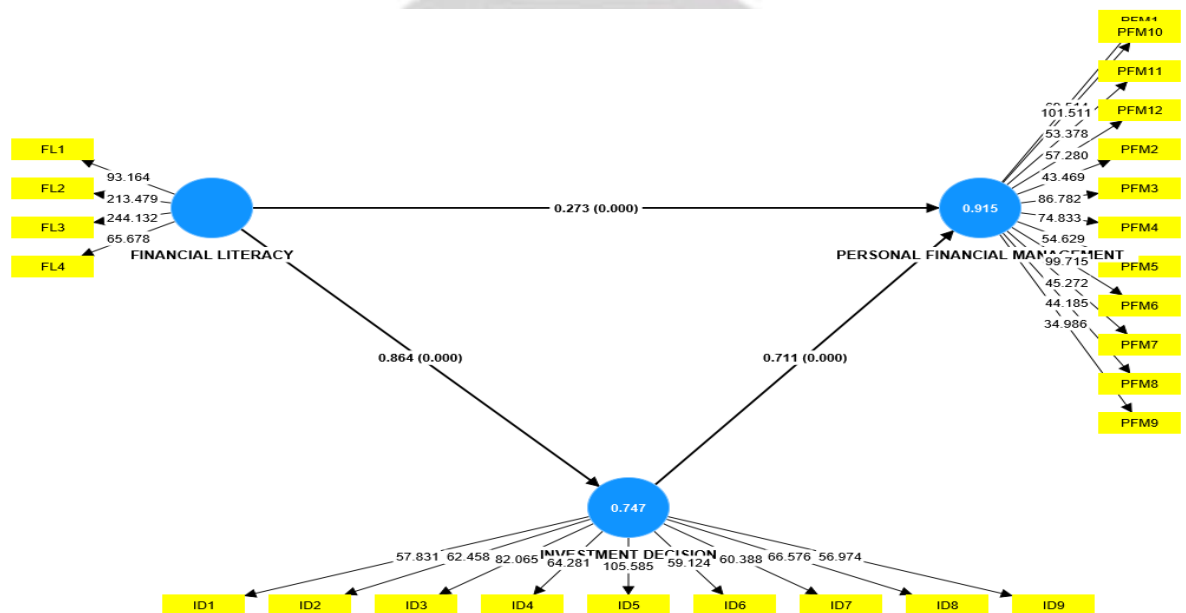 PFM10
PFM11
101.511
PFM12
53.378
FL1
57.280
PFM2
93.164
43.469
FL2
PFM3
213.479
86.782
0.273 (0.000)
0.915
FL3
244.132
74.833
PFM4
65.678
54.629
FINANCIAL LITERACY
PERSONAL FINANCIAL MANAGEMENT
FL4
99.715
PFM5
45.272
PFM6
44.185
34.986
PFM7
0.864 (0.000)
0.711 (0.000)
PFM8
PFM9
0.747
INVESTMENT DECISION
57.831 62.458 82.065 64.281 105.585 59.124 60.388 66.576 56.974
ID1 ID2 ID3 ID4 ID5 ID6 ID7 ID8 ID9